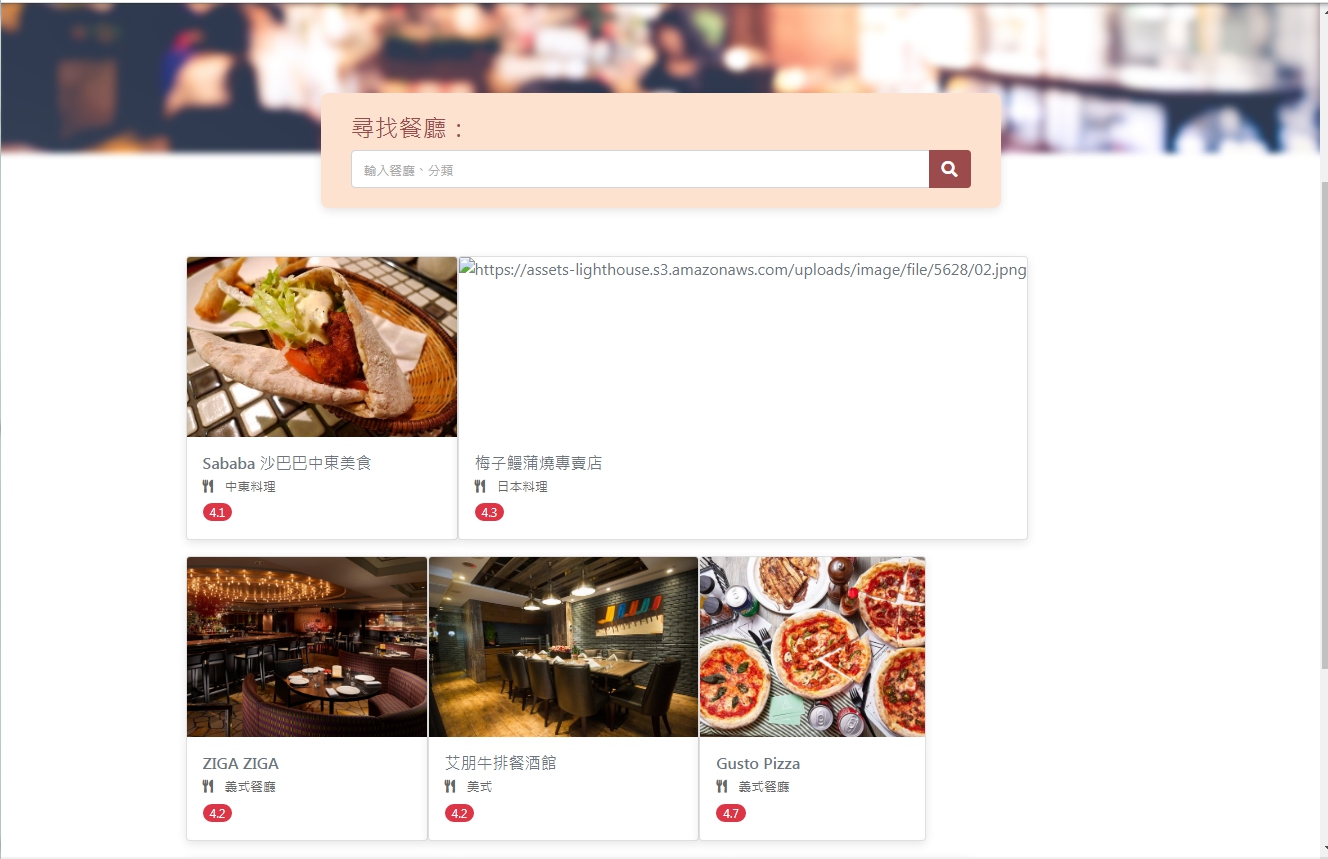 尋找餐廳：
輸入餐廳、分類
https://assets-lighthouse.s3.amazonaws.com/uploads/image/file/5628/02.jpng
Sababa 沙巴巴中東美食
中東料理
4.1
梅子鰻蒲燒專賣店
日本料理
4.3
ZIGA ZIGA
義式餐廳
4.2
艾朋牛排餐酒館
美式
4.2
Gusto Pizza
義式餐廳
4.7